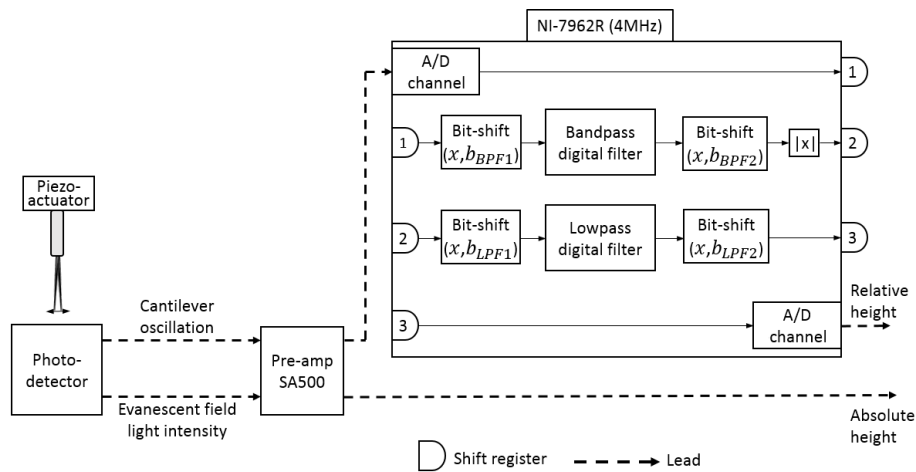 NI-7962R (4MHz)
A/D
channel
1
1
Bit-shift
(x,b_BPF1)
Bandpass
digital filter
Bit-shift
(x,b_BPF2)
|x|
2
Piezo-
actuator
2
Bit-shift
(x,b_LPF1)
Lowpass
digital filter
Bit-shift
(x,b_LPF2)
3
Cantilever
oscillation
3
A/D
channel
Relative
height
Photo-
detector
Pre-amp
SA500
Evanescent field
light intensity
Absolute
height
Shift register
Lead